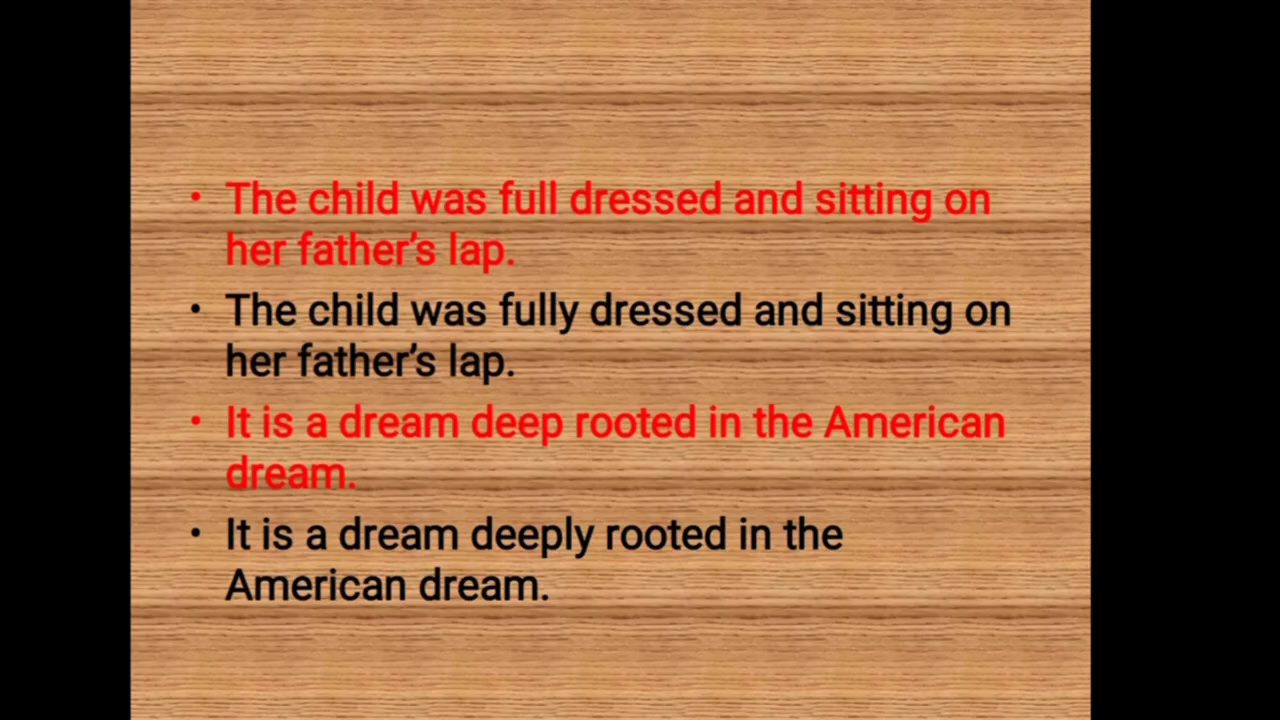 • The child was full dressed and sitting on
her father’s lap.
• The child was fully dressed and sitting on
her father’s lap.
• It is a dream deep rooted in the American
dream.
• It is a dream deeply rooted in the
American dream.